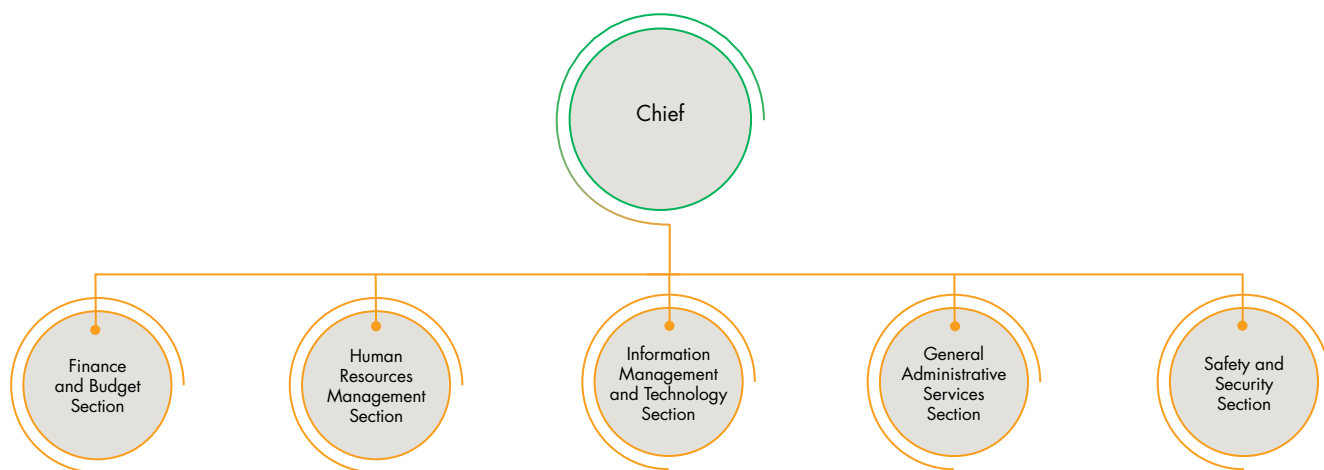 Chief
Finance
and Budget
Section
Human
Resources
Management
Section
Information
Management
and Technology
Section
General
Administrative
Services
Section
Safety and
Security
Section